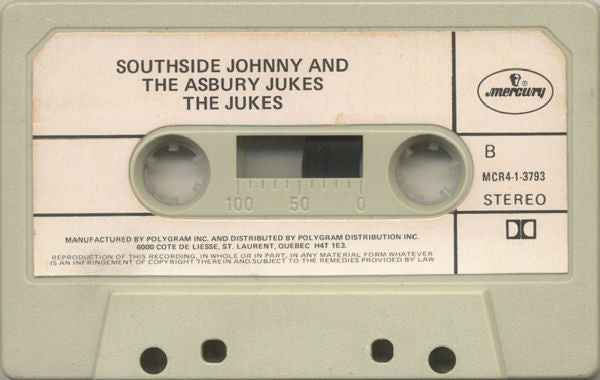 SOUTHSIDE JOHNNY AND
THE ASBURY JUKES
THE JUKES
mercury
®
B
MCR4-1-3793
STEREO
100 50 0
MANUFACTURED BY POLYGRAM INC. AND DISTRIBUTED BY POLYGRAM DISTRIBUTION INC.
6000 COTE DE LIESSE, ST. LAURENT, QUEBEC H4T 1E3.
REPRODUCTION OF THIS RECORDING, IN WHOLE OR IN PART, IN ANY MATERIAL FORM WHATEVER
IS AN INFRINGEMENT OF COPYRIGHT THEREIN AND SUBJECT TO THE REMEDIES PROVIDED BY LAW